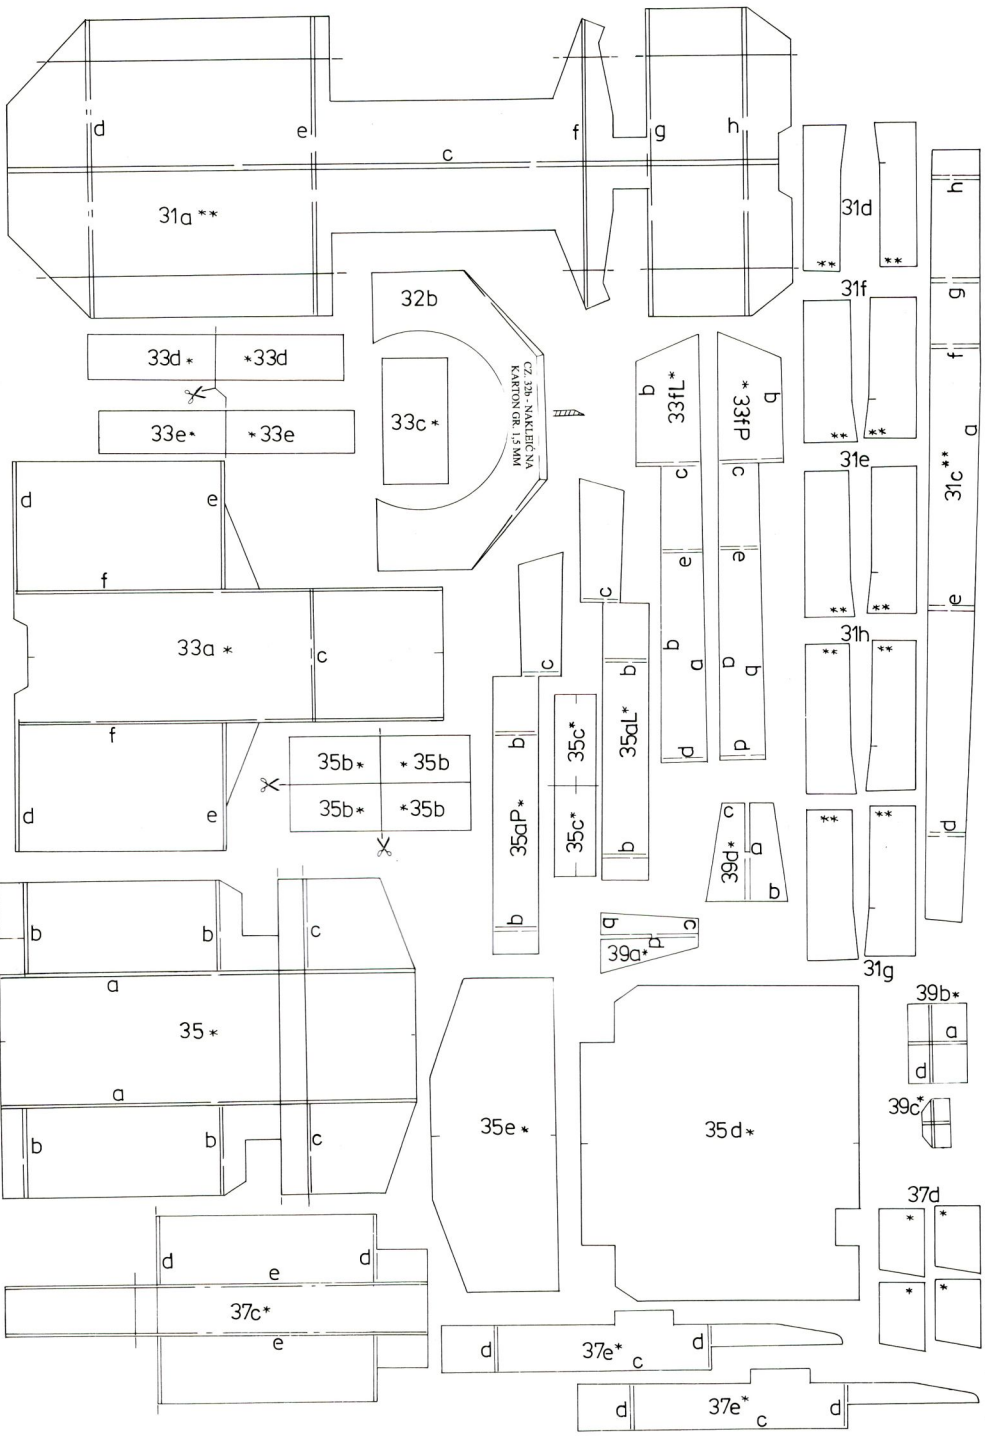 d
e
f
g
h
c
31a **
31d
**
**
h
31f
g
f
32b
33d *
*33d
CZ. 32b - NAKLEIĆ NA
KARTON GR. 1,5 MM
b
33fL*
* 33fP
b
**
**
33c *
33e*
*33e
a
31c **
31e
c
c
d
e
**
**
e
e
e
f
c
c
31h
33a *
c
b
b
a
a
b
**
**
f
b
b
35c*
35aL*
d
d
35b*
*35b
35b*
*35b
35aP*
35c*
c
39d*
a
b
**
**
d
d
e
b
b
b
b
c
b
c
d
39a*
31g
a
39b*
35 *
a
d
a
39c*
35e *
35d *
b
b
c
37d
*
*
d
d
e
*
*
37c*
e
d
37e*
c
d
d
37e*
c
d